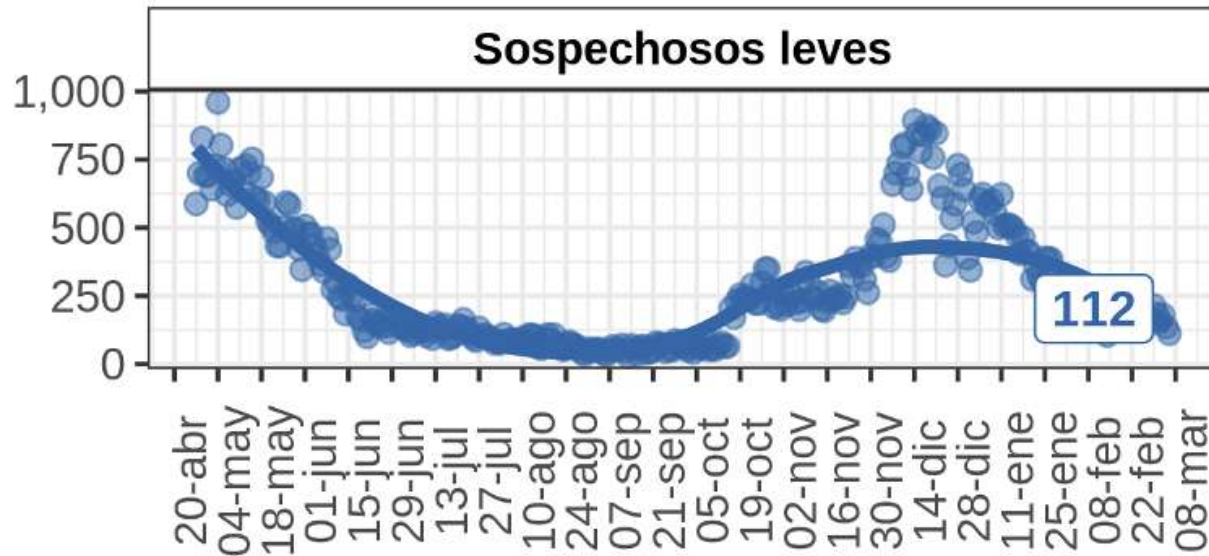 Sospechosos leves
1,000
750
500
250
0
112
20-abr
04-may
18-may
01-jun
15-jun
29-jun
13-jul
27-jul
10-ago
24-ago
07-sep
21-sep
05-oct
19-oct
02-nov
16-nov
30-nov
14-dic
28-dic
11-ene
25-ene
08-feb
22-feb
08-mar